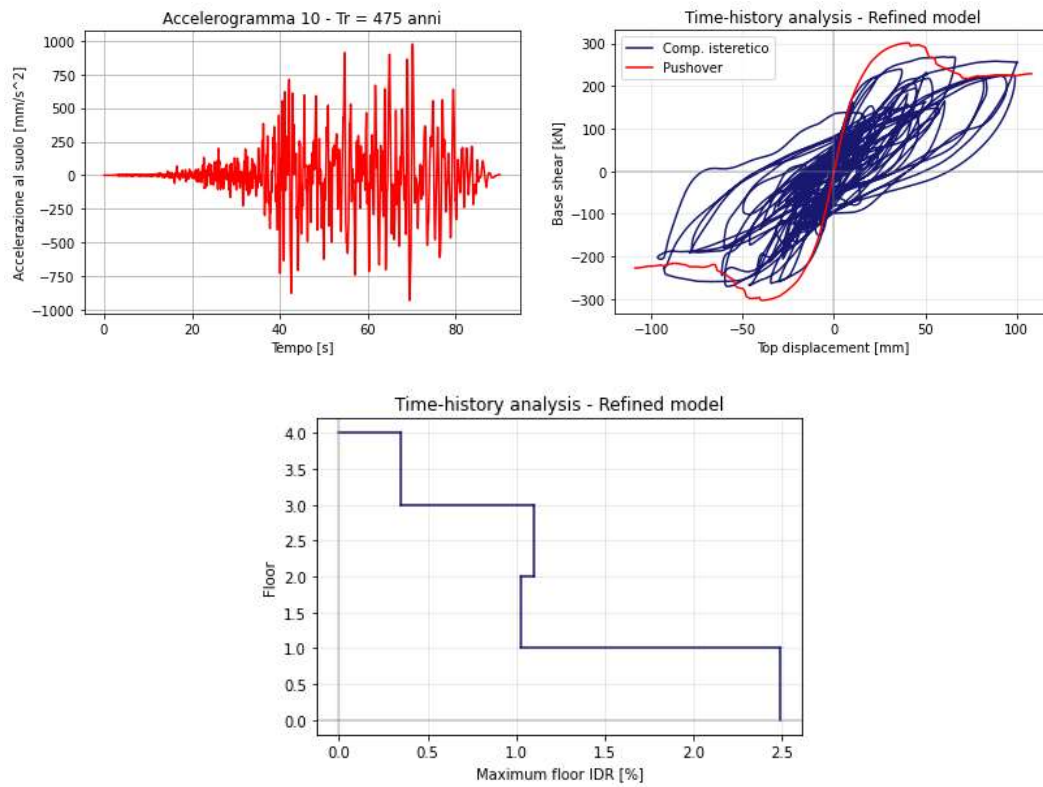 Accelerogramma 10 - Tr = 475 anni
1000
750
500
250
0
−250
−500
−750
−1000
Accelerazione al suolo [mm/s^2]
0 20 40 60 80
Tempo [s]
Time-history analysis - Refined model
Comp. isteretico
Pushover
300
200
100
0
−100
−200
−300
Base shear [kN]
−100 −50 0 50 100
Top displacement [mm]
Time-history analysis - Refined model
4.0
3.5
3.0
2.5
2.0
1.5
1.0
0.5
0.0
Floor
0.0 0.5 1.0 1.5 2.0 2.5
Maximum floor IDR [%]